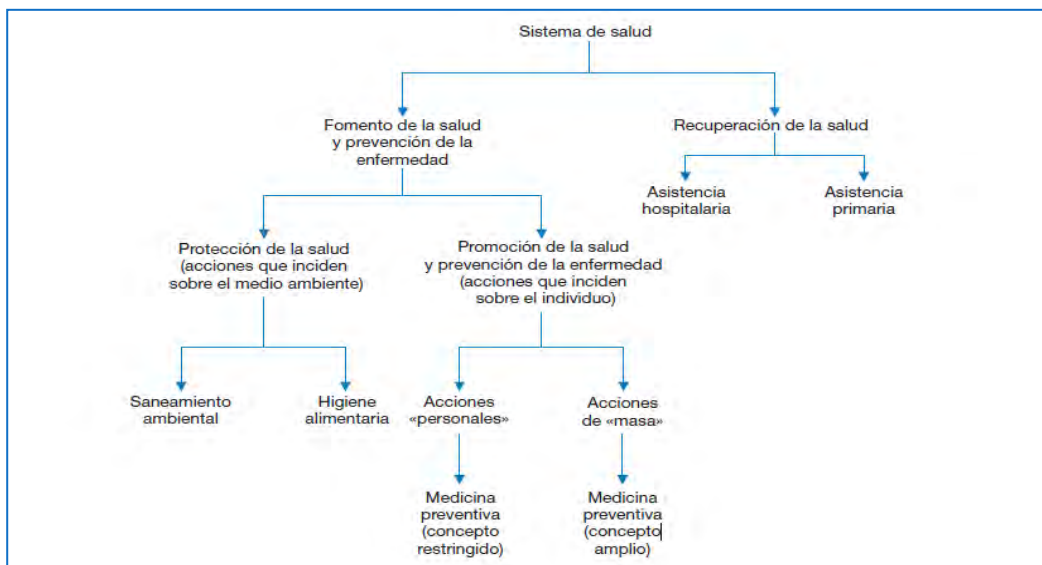 Sistema de salud
Fomento de la salud
y prevención de la
enfermedad
Recuperación de la salud
Asistencia
hospitalaria
Asistencia
primaria
Protección de la salud
(acciones que inciden
sobre el medio ambiente)
Promoción de la salud
y prevención de la enfermedad
(acciones que inciden
sobre el individuo)
Saneamiento
ambiental
Higiene
alimentaria
Acciones
«personales»
Acciones
de «masa»
Medicina
preventiva
(concepto
restringido)
Medicina
preventiva
(concepto
amplio)